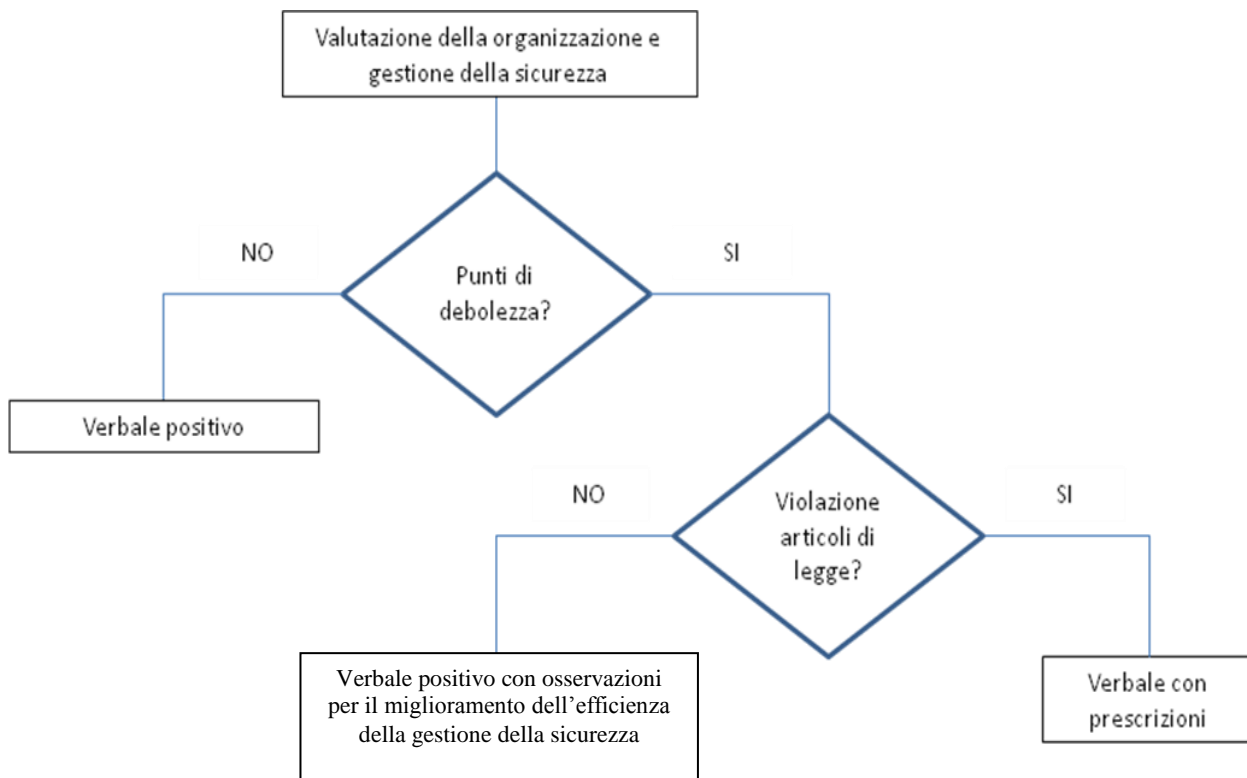 Valutazione della organizzazione e
gestione della sicurezza
NO
SI
Punti di
debolezza?
Verbale positivo
NO
SI
Violazione
articoli di
legge?
Verbale positivo con osservazioni
per il miglioramento dell’efficienza
della gestione della sicurezza
Verbale con
prescrizioni